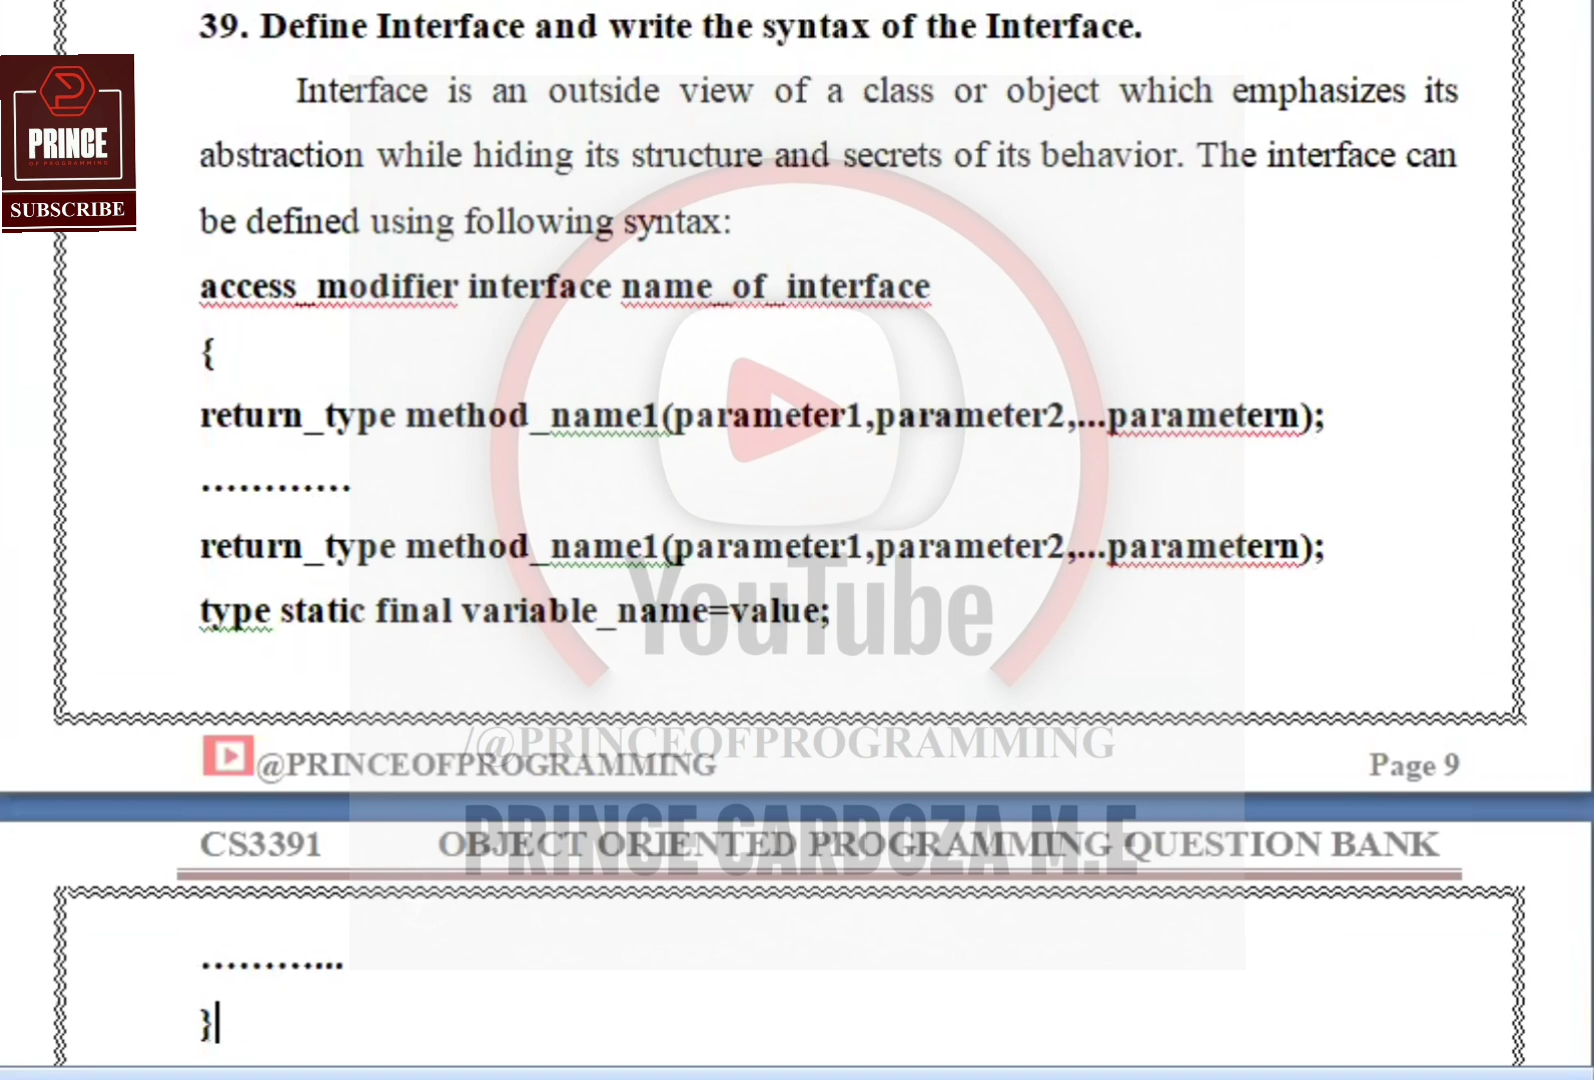 39. Define Interface and write the syntax of the Interface.
PRINCE
OF PROGRAMMING
SUBSCRIBE
Interface is an outside view of a class or object which emphasizes its
abstraction while hiding its structure and secrets of its behavior. The interface can
be defined using following syntax:
access_modifier interface name_of_interface
{
return_type method_name1(parameter1,parameter2,...parametern);
............
return_type method_name1(parameter1,parameter2,...parametern);
YouTube
type static final variable_name=value;
/@PRINCEOFPROGRAMMING
@PRINCEOFPROGRAMMING Page 9
PRINCE CARDOZA M.E
CS3391 OBJECT ORIENTED PROGRAMMING QUESTION BANK
............
}